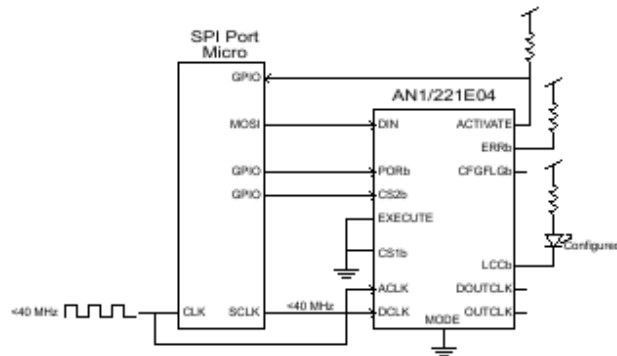 SPI Port
Micro
GPIO
AN1/221E04
MOSI
DIN
ACTIVATE
ERRb
GPIO
PORb
CFGFLGb
GPIO
CS2b
EXECUTE
Configured
CS1b
LCCb
ACLK
DOUTCLK
<40 MHz
CLK
SCLK
<40 MHz
DCLK
OUTCLK
MODE